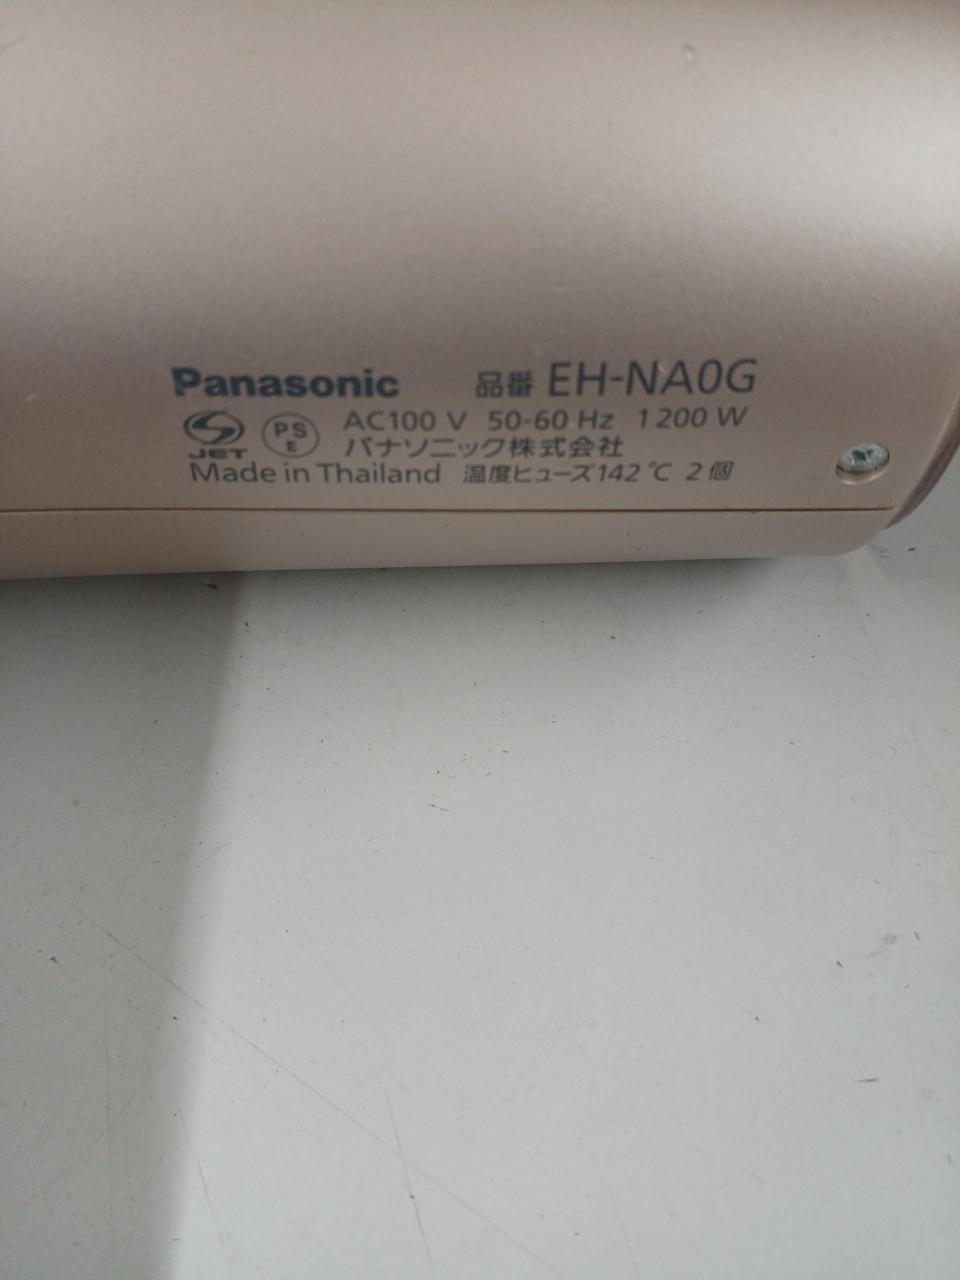 Panasonic 品番 EH-NA0G
JET PS E AC100 V 50-60 Hz 1200 W
パナソニック株式会社
Made in Thailand 温度ヒューズ142℃ 2個